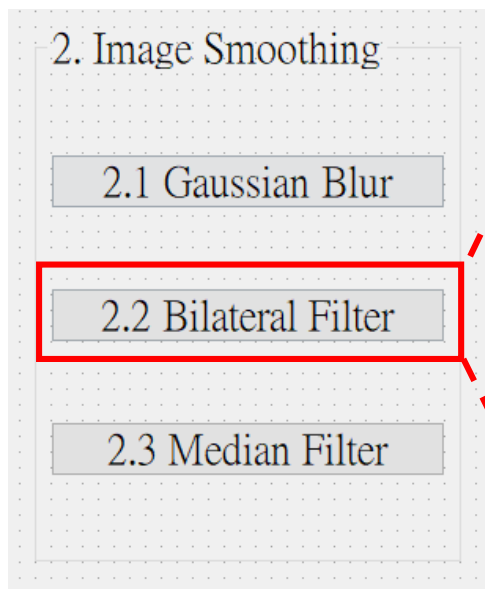 2. Image Smoothing
2.1 Gaussian Blur
2.2 Bilateral Filter
2.3 Median Filter